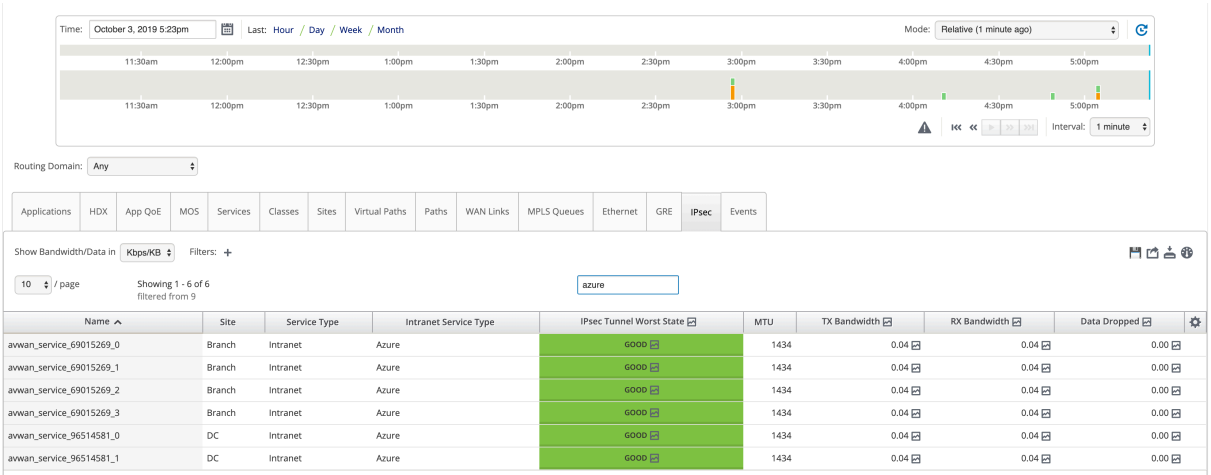 Time: October 3, 2019 5:23pm Last: Hour / Day / Week / Month Mode: Relative (1 minute ago)
11:30am 12:00pm 12:30pm 1:00pm 1:30pm 2:00pm 2:30pm 3:00pm 3:30pm 4:00pm 4:30pm 5:00pm
11:30am 12:00pm 12:30pm 1:00pm 1:30pm 2:00pm 2:30pm 3:00pm 3:30pm 4:00pm 4:30pm 5:00pm
Interval: 1 minute
Routing Domain: Any
Applications HDX App QoE MOS Services Classes Sites Virtual Paths Paths WAN Links MPLS Queues Ethernet GRE IPsec Events
Show Bandwidth/Data in Kbps/KB Filters: +
10 / page Showing 1 - 6 of 6 azure
filtered from 9
Name Site Service Type Intranet Service Type IPsec Tunnel Worst State MTU TX Bandwidth RX Bandwidth Data Dropped
avwan_service_69015269_0 Branch Intranet Azure GOOD 1434 0.04 0.04 0.00
avwan_service_69015269_1 Branch Intranet Azure GOOD 1434 0.04 0.04 0.00
avwan_service_69015269_2 Branch Intranet Azure GOOD 1434 0.04 0.04 0.00
avwan_service_69015269_3 Branch Intranet Azure GOOD 1434 0.04 0.04 0.00
avwan_service_96514581_0 DC Intranet Azure GOOD 1434 0.04 0.04 0.00
avwan_service_96514581_1 DC Intranet Azure GOOD 1434 0.04 0.04 0.00